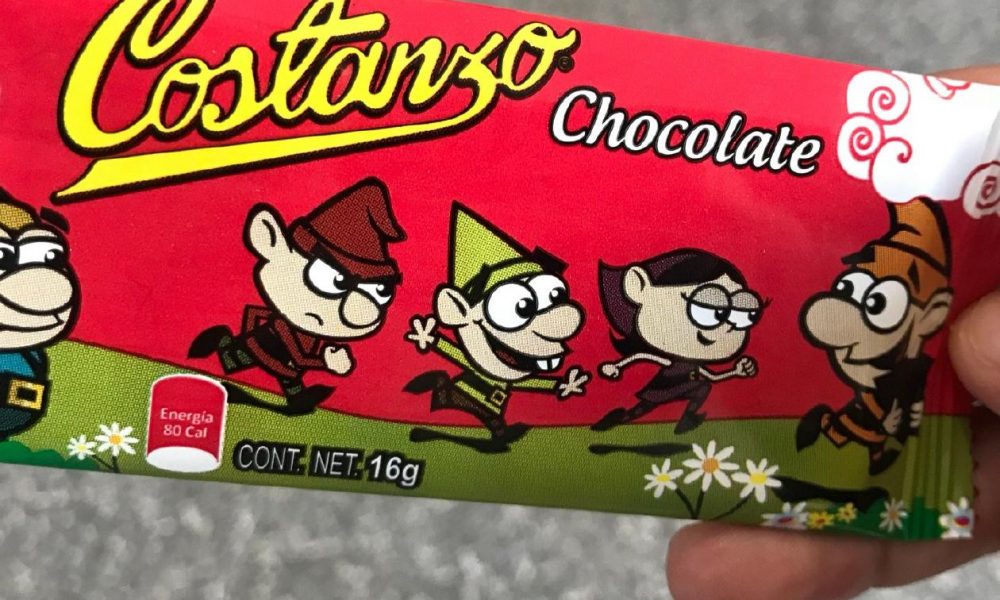 Costanzo®
Chocolate
Energía
80 Cal
CONT. NET. 16g